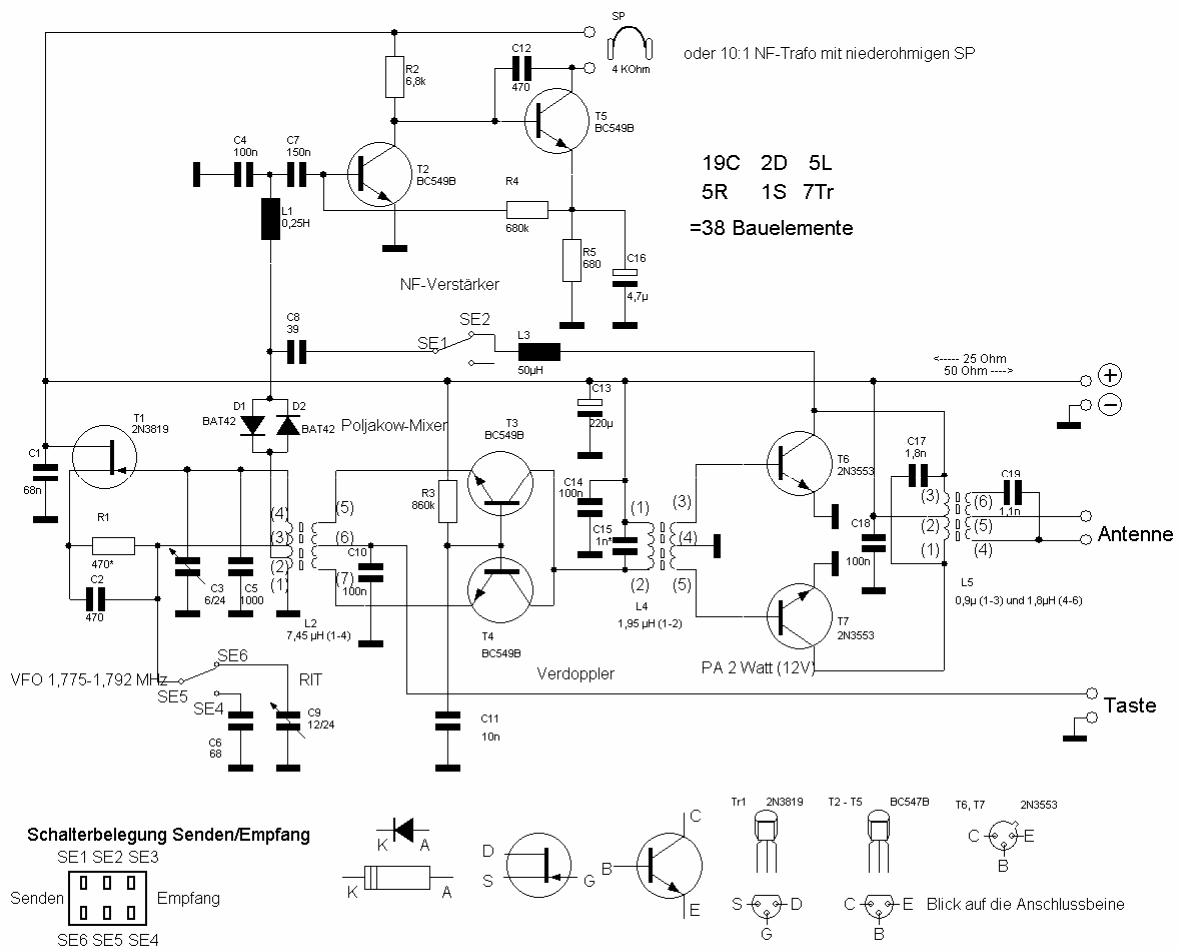 SP
4 KOhm
oder 10:1 NF-Trafo mit niederohmigen SP
R2
6,8k
C12
470
T5
BC549B
C4
100n
C7
150n
T2
BC549B
19C 2D 5L
5R 1S 7Tr
=38 Bauelemente
R4
680k
L1
0,25H
R5
680
C16
4,7µ
NF-Verstärker
C8
39
SE1
SE2
L3
50µH
<----- 25 Ohm
50 Ohm ---->
+
−
D1
BAT42
D2
BAT42
Poljakow-Mixer
C13
220µ
T1
2N3819
T3
BC549B
C1
68n
R3
860k
C14
100n
C15
1n*
T6
2N3553
C17
1,8n
C19
1,1n
C18
100n
R1
470*
C2
470
C3
6/24
C5
1000
(4)
(3)
(2)
(1)
(5)
(6)
(7)
C10
100n
L2
7,45 µH (1-4)
T4
BC549B
(1)
(2)
(3)
(4)
(5)
L4
1,95 µH (1-2)
T7
2N3553
(3)
(2)
(1)
(6)
(5)
(4)
L5
0,9µ (1-3) und 1,8µH (4-6)
Antenne
VFO 1,775-1,792 MHz
SE6
SE5
SE4
RIT
C6
68
C9
12/24
C11
10n
Verdoppler
PA 2 Watt (12V)
Taste
Schalterbelegung Senden/Empfang
SE1 SE2 SE3
Senden
Empfang
SE6 SE5 SE4
K A
K A
D
S
G
C
B
E
Tr1 2N3819
S D
G
T2 - T5 BC547B
C E
B
T6, T7 2N3553
C E
B
Blick auf die Anschlussbeine